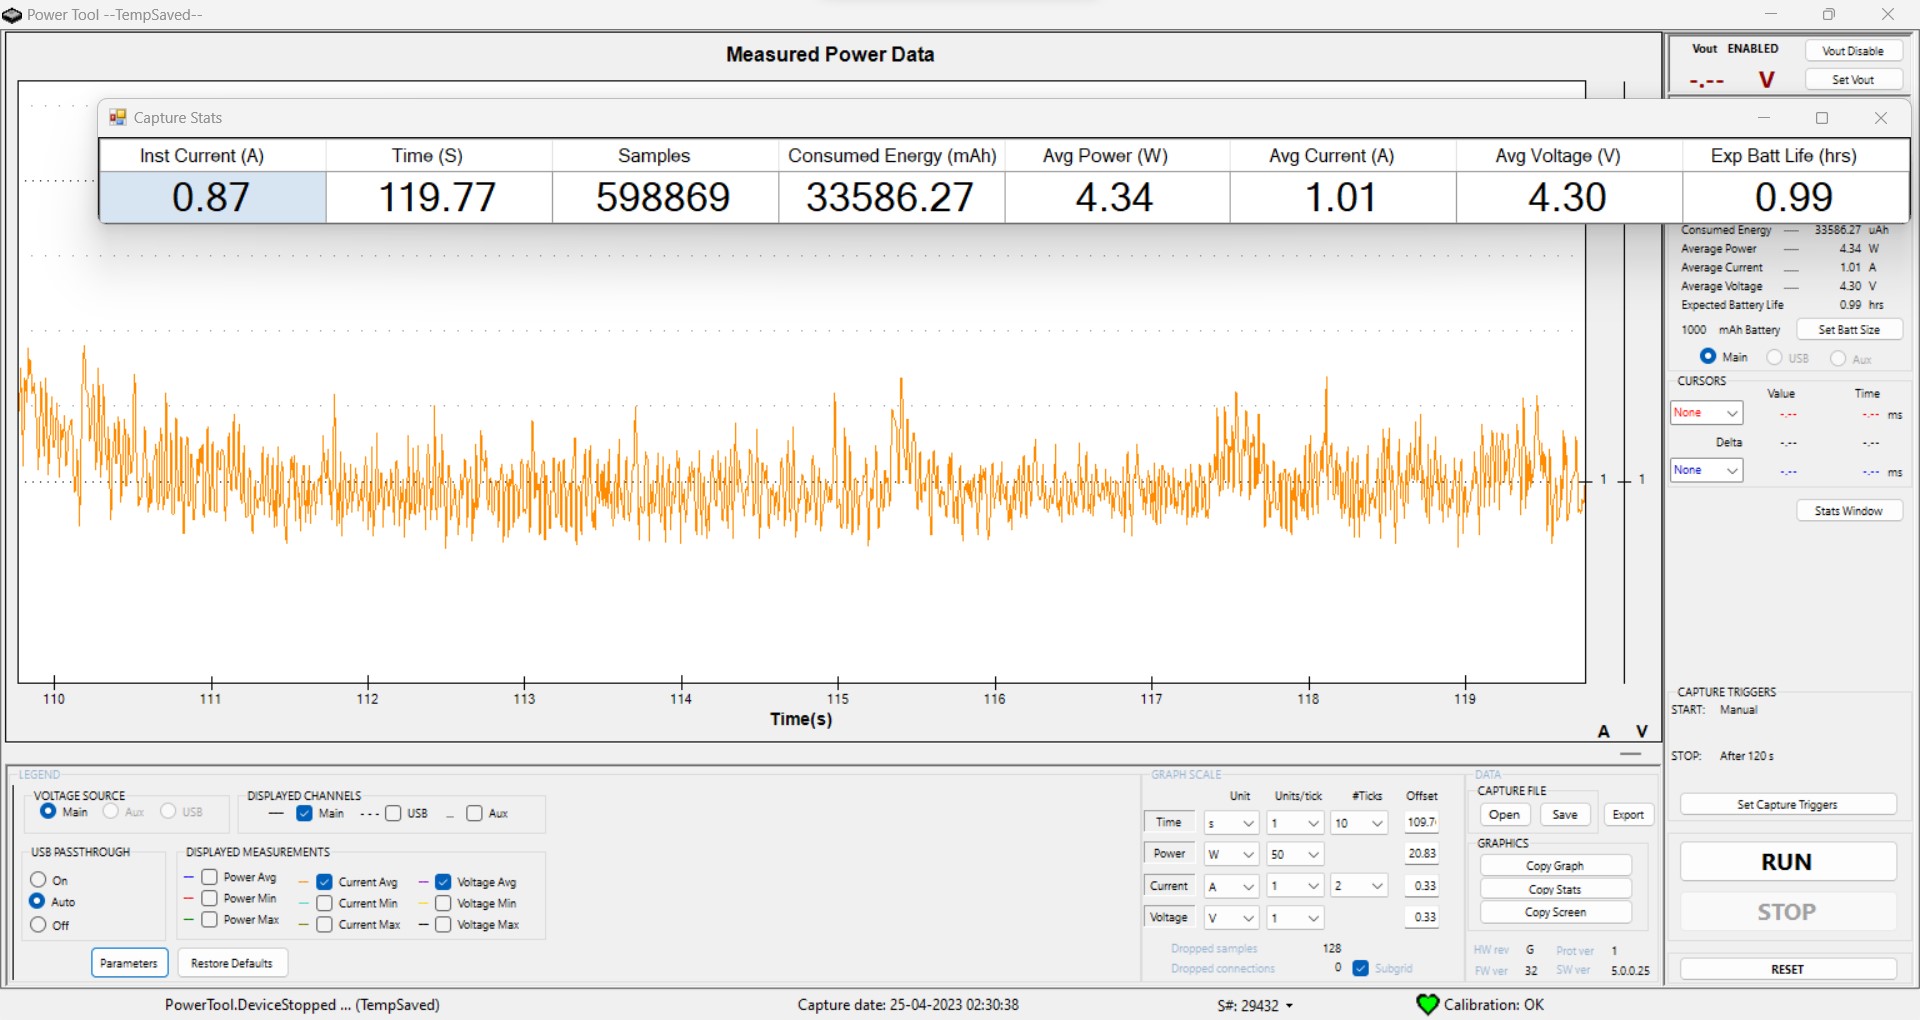 Power Tool --TempSaved--
Measured Power Data
Vout ENABLED
Vout Disable
-.-- V
Set Vout
Capture Stats
Inst Current (A) Time (S) Samples Consumed Energy (mAh) Avg Power (W) Avg Current (A) Avg Voltage (V) Exp Batt Life (hrs)
0.87 119.77 598869 33586.27 4.34 1.01 4.30 0.99
Consumed Energy 33586.27 uAh
Average Power 4.34 W
Average Current 1.01 A
Average Voltage 4.30 V
Expected Battery Life 0.99 hrs
1000 mAh Battery Set Batt Size
Main USB Aux
CURSORS
Value Time
None -.-- -.-- ms
Delta -.-- -.--
None -.-- -.-- ms
Stats Window
1 1
110 111 112 113 114 115 116 117 118 119
Time(s)
A V
CAPTURE TRIGGERS
START: Manual
STOP: After 120 s
Set Capture Triggers
RUN
STOP
RESET
LEGEND
VOLTAGE SOURCE
Main Aux USB
DISPLAYED CHANNELS
Main USB Aux
USB PASSTHROUGH
On
Auto
Off
DISPLAYED MEASUREMENTS
Power Avg Current Avg Voltage Avg
Power Min Current Min Voltage Min
Power Max Current Max Voltage Max
Parameters Restore Defaults
GRAPH SCALE
Unit Units/tick #Ticks Offset
Time s 1 10 109.7
Power W 50 20.83
Current A 1 2 0.33
Voltage V 1 0.33
Dropped samples 128
Dropped connections 0 Subgrid
DATA
CAPTURE FILE
Open Save Export
GRAPHICS
Copy Graph
Copy Stats
Copy Screen
HW rev G Prot ver 1
FW ver 32 SW ver 5.0.0.25
PowerTool.DeviceStopped ... (TempSaved) Capture date: 25-04-2023 02:30:38 S#: 29432 Calibration: OK